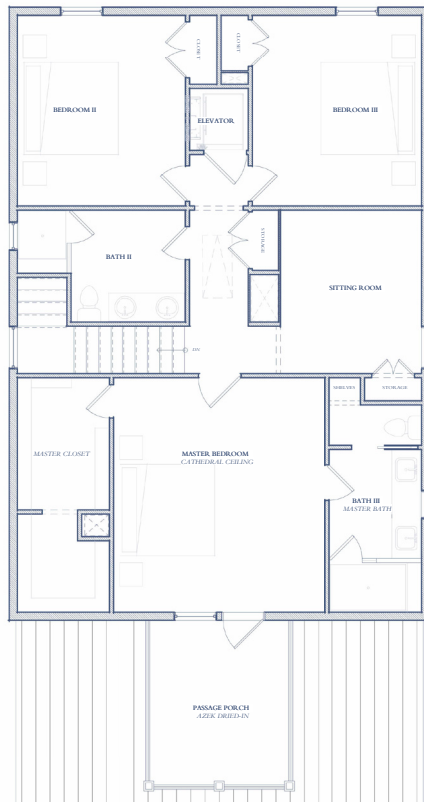 CLOSET
CLOSET
BEDROOM II
BEDROOM III
ELEVATOR
STORAGE
BATH II
SITTING ROOM
DN
SHELVES
STORAGE
MASTER CLOSET
MASTER BEDROOM
CATHEDRAL CEILING
BATH III
MASTER BATH
PASSAGE PORCH
AZEK DRIED-IN